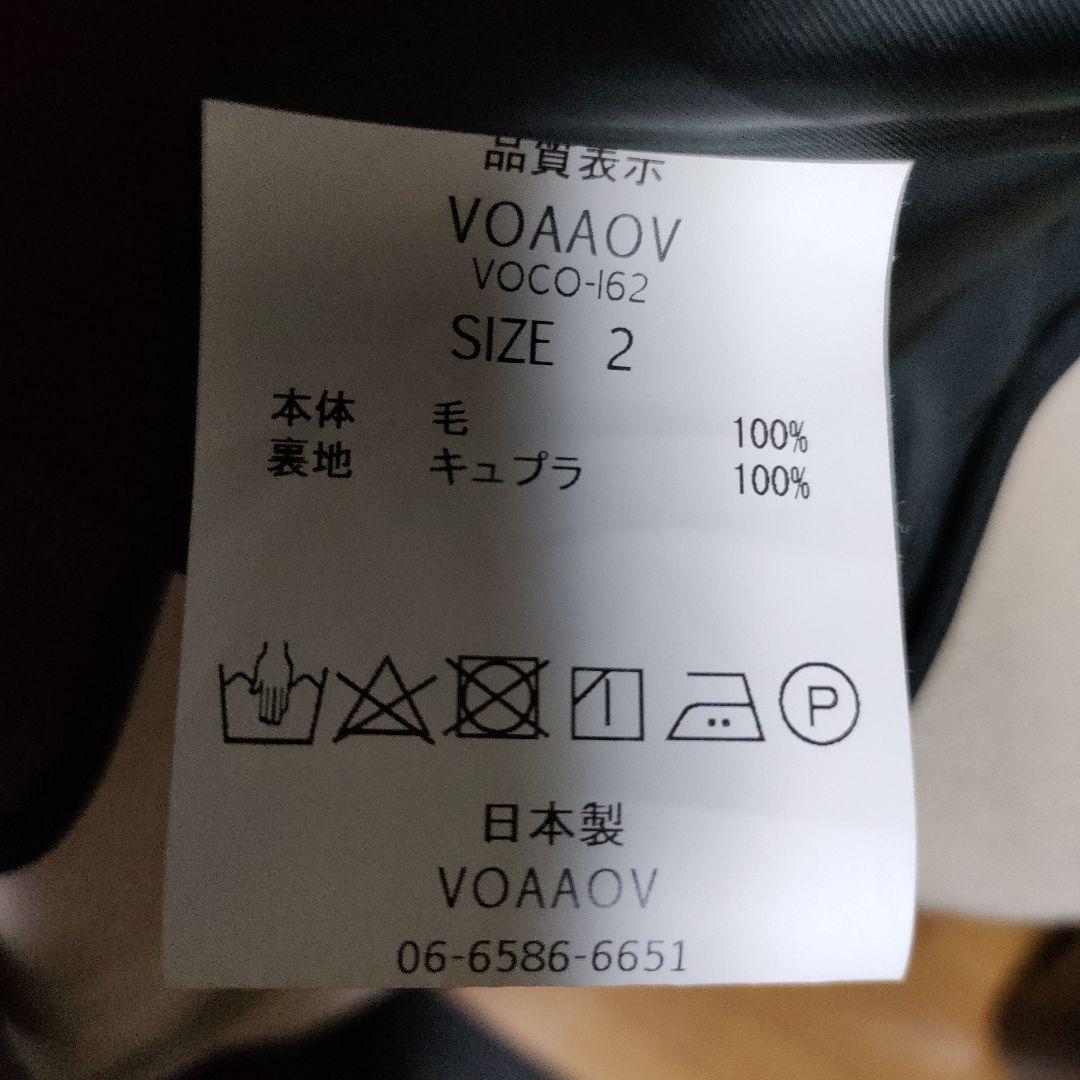 品質表示
VOAAOV
VOCO-162
SIZE 2
本体 毛 100%
裏地 キュプラ 100%
P
日本製
VOAAOV
06-6586-6651